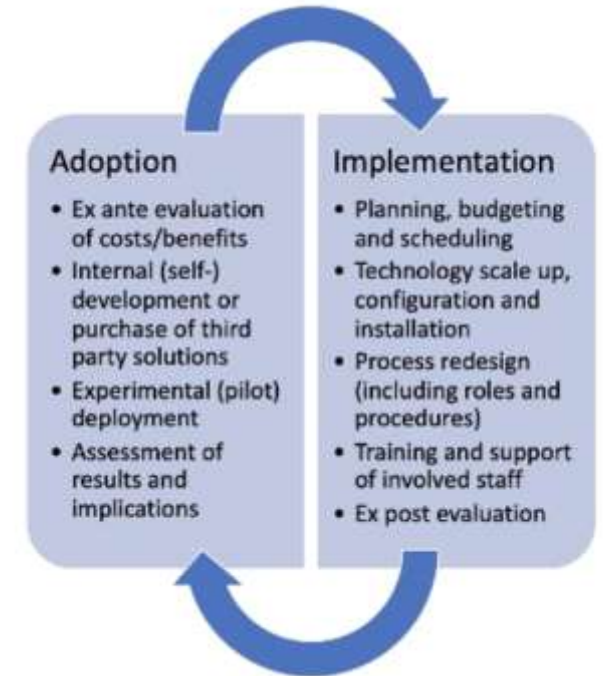 Adoption
• Ex ante evaluation
of costs/benefits
• Internal (self-)
development or
purchase of third
party solutions
• Experimental (pilot)
deployment
• Assessment of
results and
implications
Implementation
• Planning, budgeting
and scheduling
• Technology scale up,
configuration and
installation
• Process redesign
(including roles and
procedures)
• Training and support
of involved staff
• Ex post evaluation